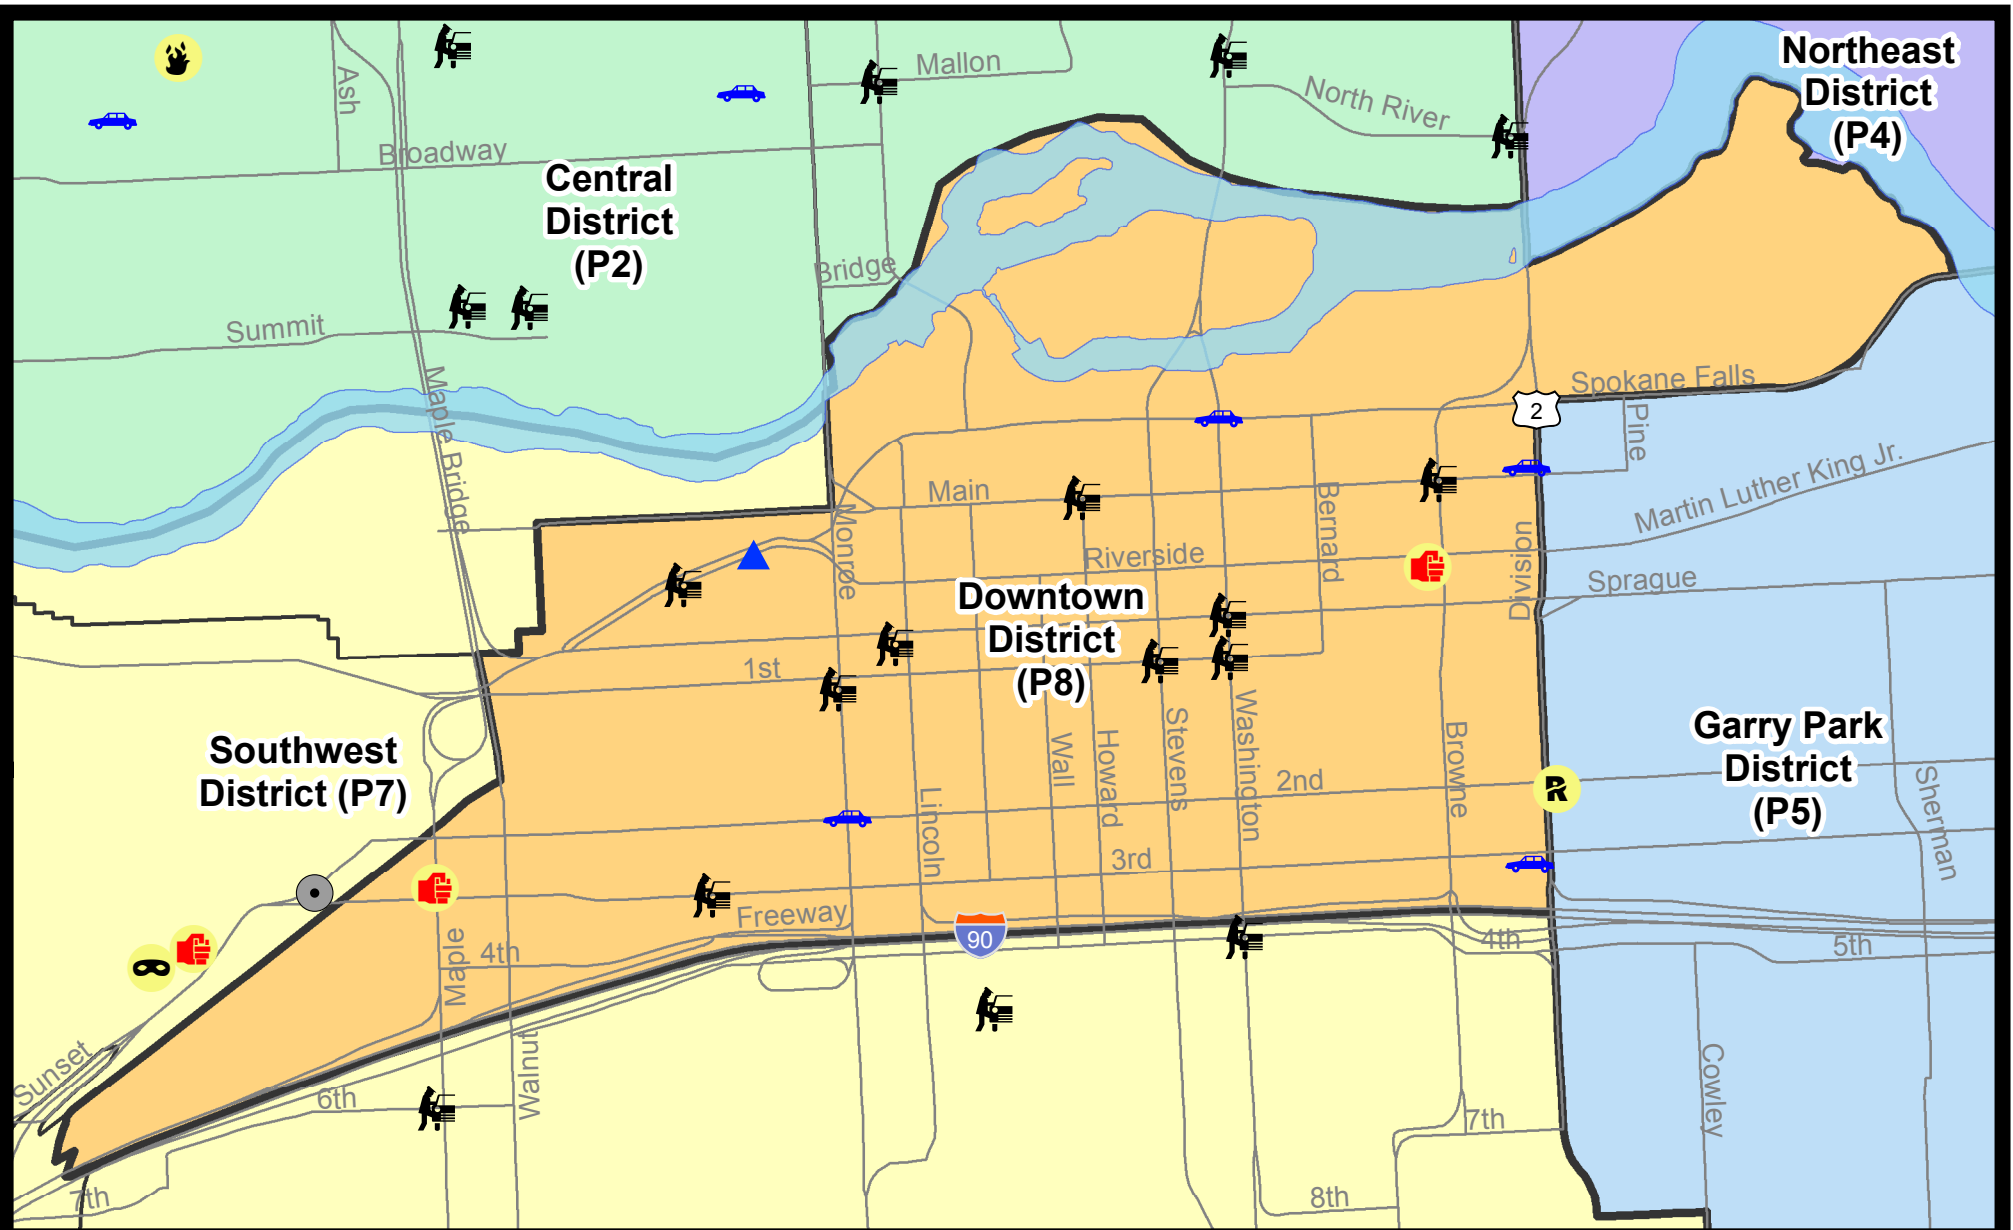 Northeast
District
(P4)
Mallon
North River
Ash
Broadway
Central
District
(P2)
Bridge
Summit
Maple Bridge
Spokane Falls
2
Pine
Martin Luther King Jr.
Main
Monroe
Bernard
Riverside
Division
Sprague
Downtown
District
(P8)
1st
Washington
Stevens
Howard
Wall
Browne
Southwest
District (P7)
Garry Park
District
(P5)
2nd
R
Sherman
Lincoln
3rd
Freeway
90
4th
4th
5th
Maple
Walnut
Sunset
6th
Cowley
7th
7th
8th